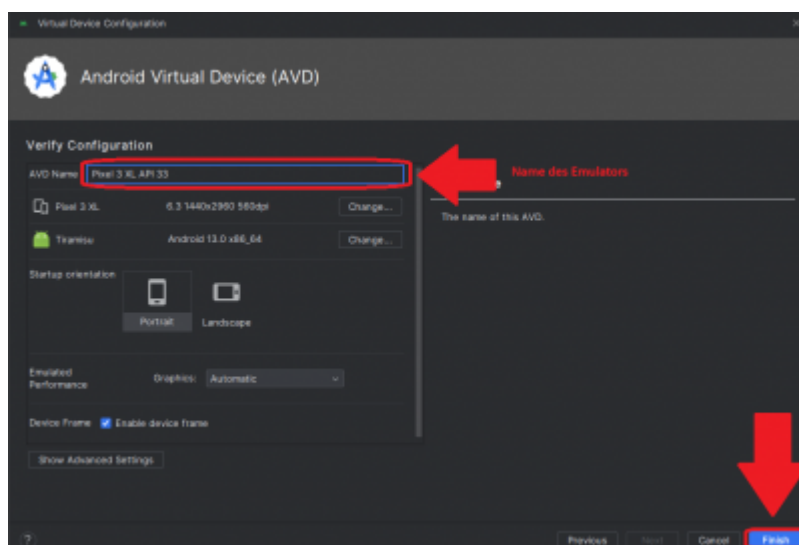 Virtual Device Configuration
Android Virtual Device (AVD)
Verify Configuration
AVD Name Pixel 3 XL API 33
Name des Emulators
Pixel 3 XL 6.3 1440x2960 560dpi Change...
The name of this AVD.
Tiramisu Android 13.0 x86_64 Change...
Startup orientation
Portrait Landscape
Emulated
Performance Graphics: Automatic
Device Frame Enable device frame
Show Advanced Settings
? Previous Next Cancel Finish